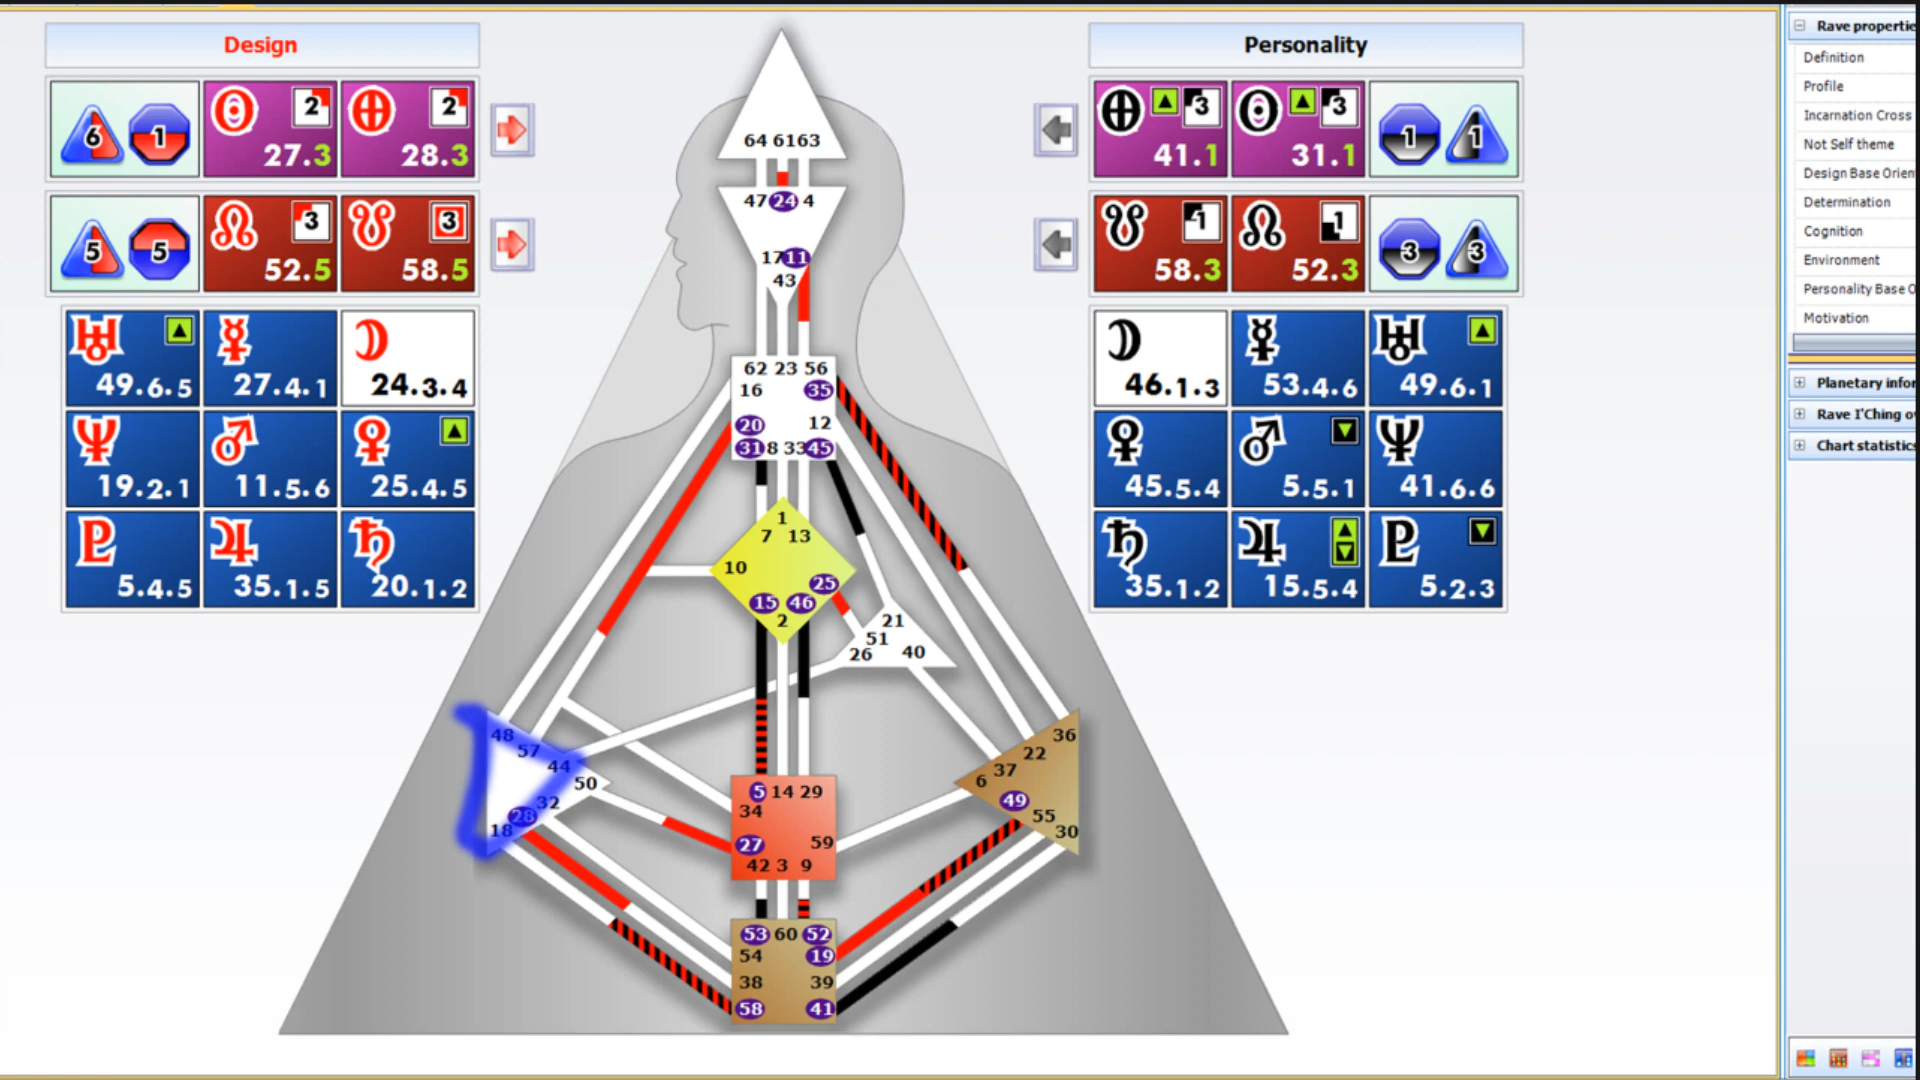 Design
6 1 2 27.3 2 28.3
5 5 3 52.5 3 58.5
49.6.5 27.4.1 24.3.4
19.2.1 11.5.6 25.4.5
5.4.5 35.1.5 20.1.2
64 61 63
47 24 4
17 11
43
62 23 56
16 35
20 12
31 8 33 45
1
7 13
10
25
15 46
2
21
51
26 40
48
57
44
50
32
28
18
5 14 29
34
27 59
42 3 9
36
22
37
6
49
55
30
53 60 52
54 19
38 39
58 41
Personality
3 41.1 3 31.1 1 1
1 58.3 1 52.3 3 3
46.1.3 53.4.6 49.6.1
45.5.4 5.5.1 41.6.6
35.1.2 15.5.4 5.2.3
Rave propertie
Definition
Profile
Incarnation Cross
Not Self theme
Design Base Orien
Determination
Cognition
Environment
Personality Base O
Motivation
Planetary infor
Rave I'Ching ov
Chart statistics